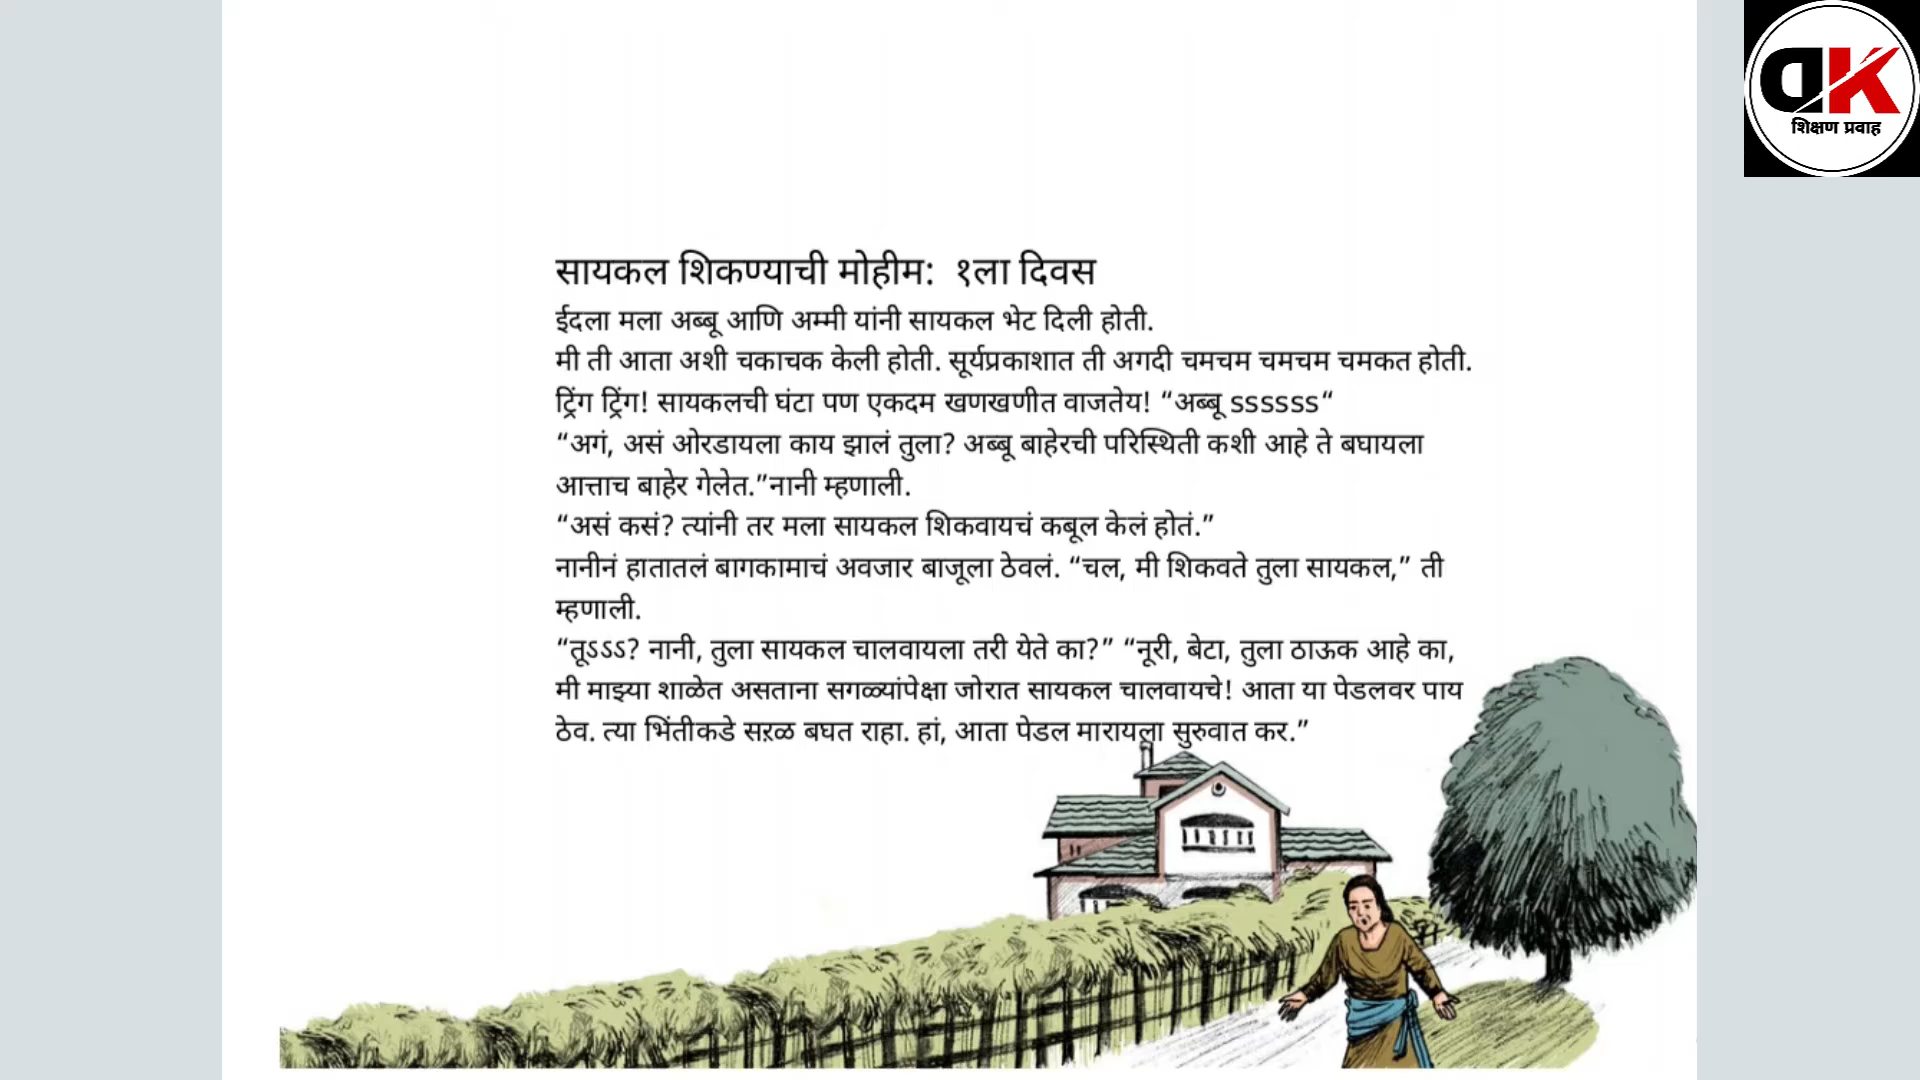 DK
शिक्षण प्रवाह
सायकल शिकण्याची मोहीम: १ला दिवस
ईदला मला अब्बू आणि अम्मी यांनी सायकल भेट दिली होती.
मी ती आता अशी चकाचक केली होती. सूर्यप्रकाशात ती अगदी चमचम चमचम चमकत होती.
ट्रिंग ट्रिंग! सायकलची घंटा पण एकदम खणखणीत वाजतेय! “अब्बू ssssss“
“अगं, असं ओरडायला काय झालं तुला? अब्बू बाहेरची परिस्थिती कशी आहे ते बघायला
आत्ताच बाहेर गेलेत.”नानी म्हणाली.
“असं कसं? त्यांनी तर मला सायकल शिकवायचं कबूल केलं होतं.”
नानीनं हातातलं बागकामाचं अवजार बाजूला ठेवलं. “चल, मी शिकवते तुला सायकल,” ती
म्हणाली.
“तूऽऽऽ? नानी, तुला सायकल चालवायला तरी येते का?” “नूरी, बेटा, तुला ठाऊक आहे का,
मी माझ्या शाळेत असताना सगळ्यांपेक्षा जोरात सायकल चालवायचे! आता या पेडलवर पाय
ठेव. त्या भिंतीकडे सऱळ बघत राहा. हां, आता पेडल मारायला सुरुवात कर.”